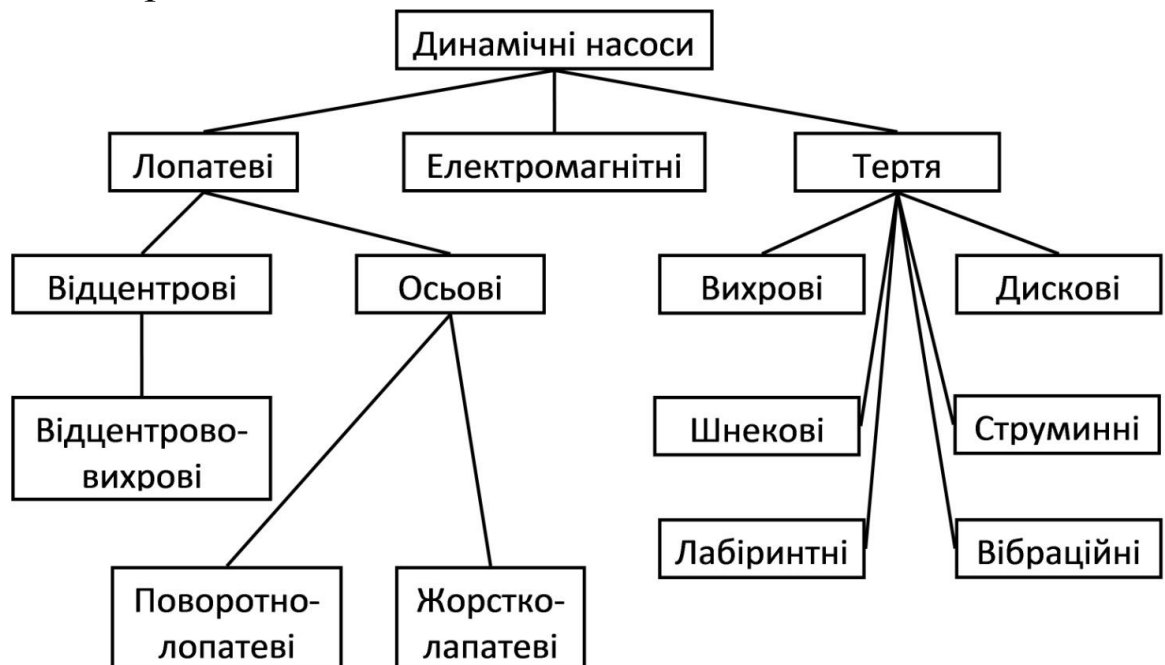 Динамічні насоси
Лопатеві
Електромагнітні
Тертя
Відцентрові
Осьові
Вихрові
Дискові
Відцентрово-
вихрові
Шнекові
Струминні
Лабіринтні
Вібраційні
Поворотно-
лопатеві
Жорстко-
лапатеві